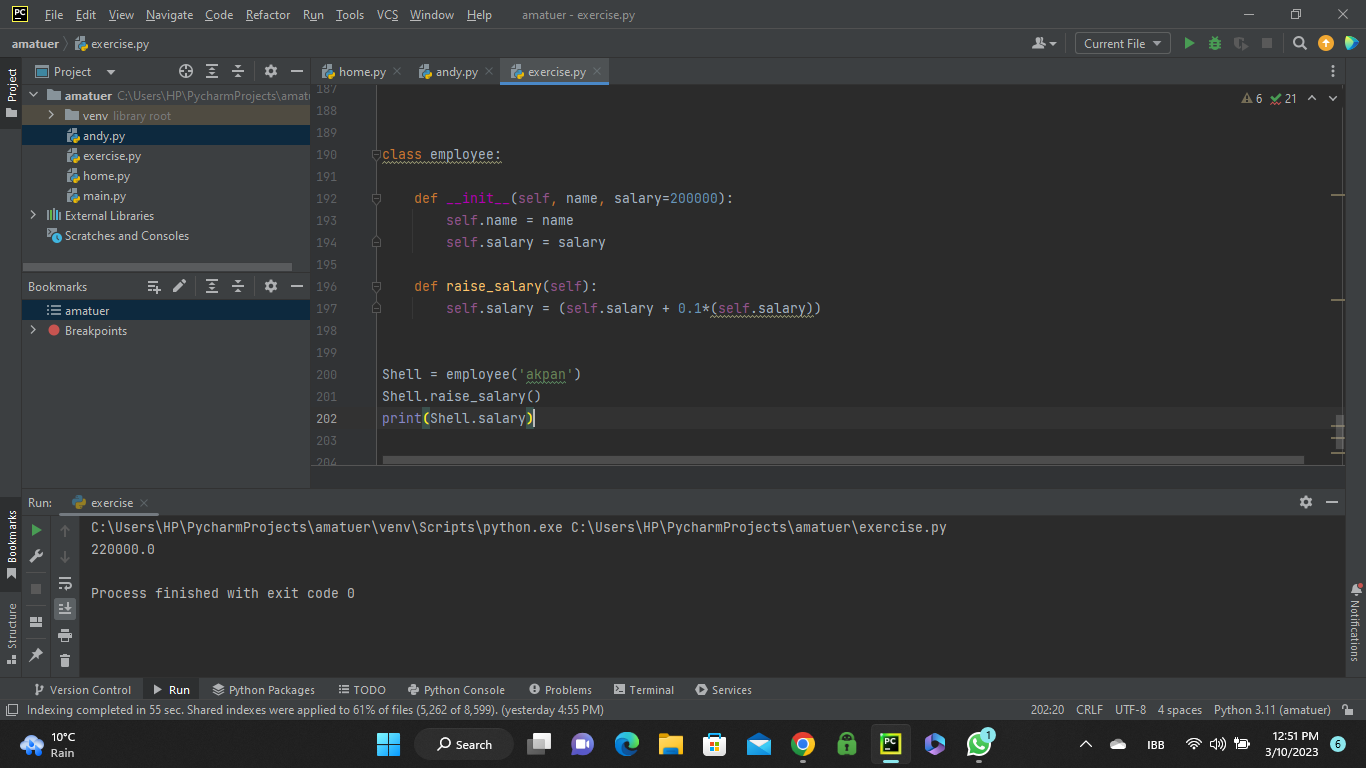 PC File Edit View Navigate Code Refactor Run Tools VCS Window Help amatuer - exercise.py
amatuer exercise.py Current File
Project home.py andy.py exercise.py
Project
amatuer C:\Users\HP\PycharmProjects\amat
venv library root
andy.py
exercise.py
home.py
main.py
External Libraries
Scratches and Consoles
Bookmarks
amatuer
Breakpoints
6 21
187
188
189
190 class employee:
191
192 def __init__(self, name, salary=200000):
193 self.name = name
194 self.salary = salary
195
196 def raise_salary(self):
197 self.salary = (self.salary + 0.1*(self.salary))
198
199
200 Shell = employee('akpan')
201 Shell.raise_salary()
202 print(Shell.salary)
203
204
Run: exercise
C:\Users\HP\PycharmProjects\amatuer\venv\Scripts\python.exe C:\Users\HP\PycharmProjects\amatuer\exercise.py
220000.0
Process finished with exit code 0
Bookmarks
Structure
Notifications
Version Control Run Python Packages TODO Python Console Problems Terminal Services
Indexing completed in 55 sec. Shared indexes were applied to 61% of files (5,262 of 8,599). (yesterday 4:55 PM) 202:20 CRLF UTF-8 4 spaces Python 3.11 (amatuer)
10°C
Rain
Search
PC
1
IBB
12:51 PM
3/10/2023
6